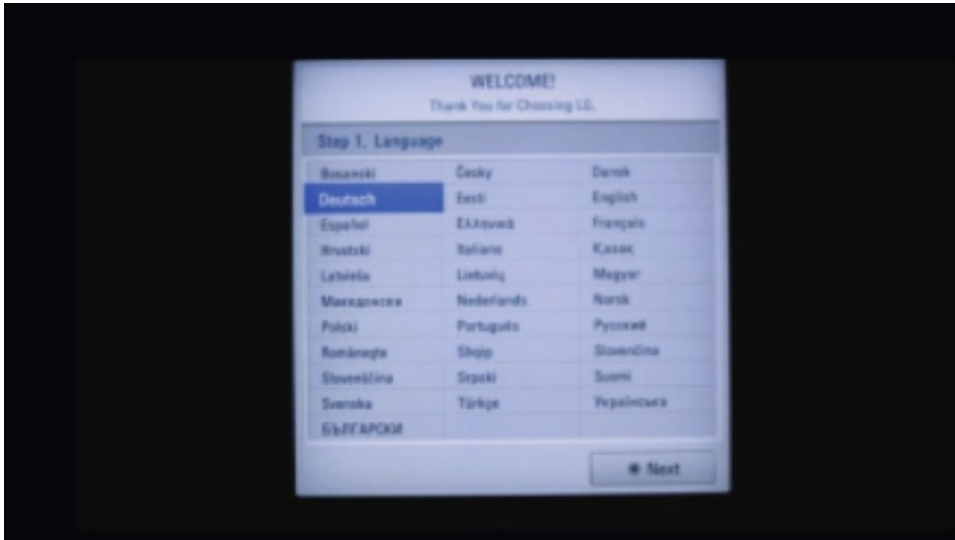 WELCOME!
Thank You for Choosing LG.
Step 1. Language
Bosanski Česky Dansk
Deutsch Eesti English
Español Ελληνικά Français
Hrvatski Italiano Қазақ
Latviešu Lietuvių Magyar
Македонски Nederlands Norsk
Polski Português Русский
Româneşte Shqip Slovenčina
Slovenščina Srpski Suomi
Svenska Türkçe Українська
БЪЛГАРСКИ
Next